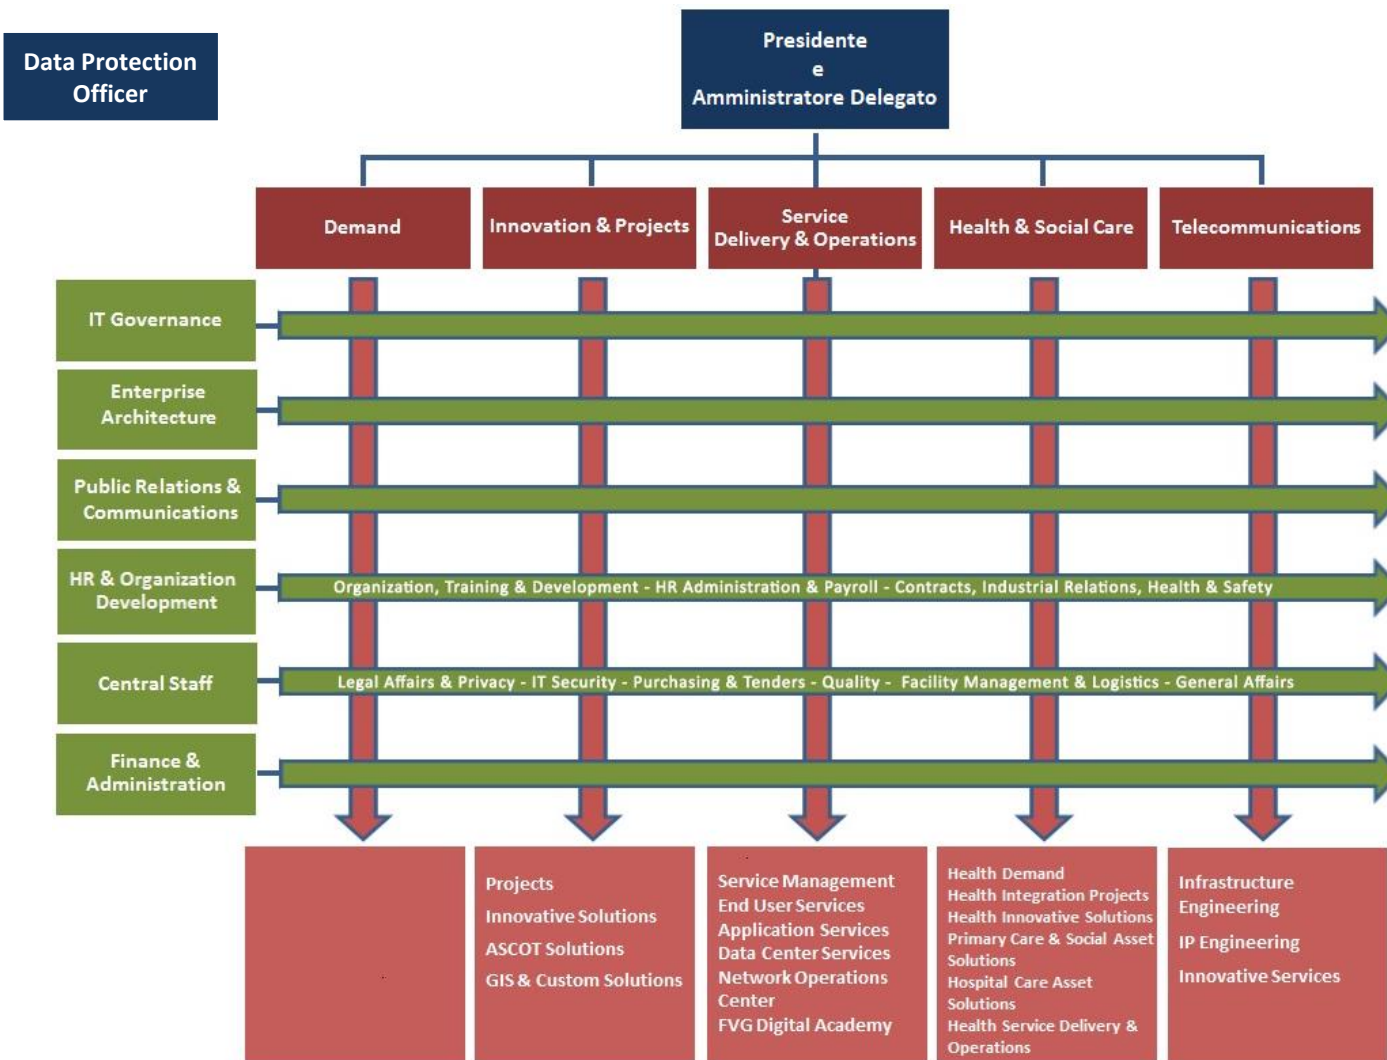 Data Protection
Officer
Presidente
e
Amministratore Delegato
Demand
Innovation & Projects
Service
Delivery & Operations
Health & Social Care
Telecommunications
IT Governance
Enterprise
Architecture
Public Relations &
Communications
HR & Organization
Development
Organization, Training & Development - HR Administration & Payroll - Contracts, Industrial Relations, Health & Safety
Central Staff
Legal Affairs & Privacy - IT Security - Purchasing & Tenders - Quality - Facility Management & Logistics - General Affairs
Finance &
Administration
Projects
Innovative Solutions
ASCOT Solutions
GIS & Custom Solutions
Service Management
End User Services
Application Services
Data Center Services
Network Operations
Center
FVG Digital Academy
Health Demand
Health Integration Projects
Health Innovative Solutions
Primary Care & Social Asset
Solutions
Hospital Care Asset
Solutions
Health Service Delivery &
Operations
Infrastructure
Engineering
IP Engineering
Innovative Services